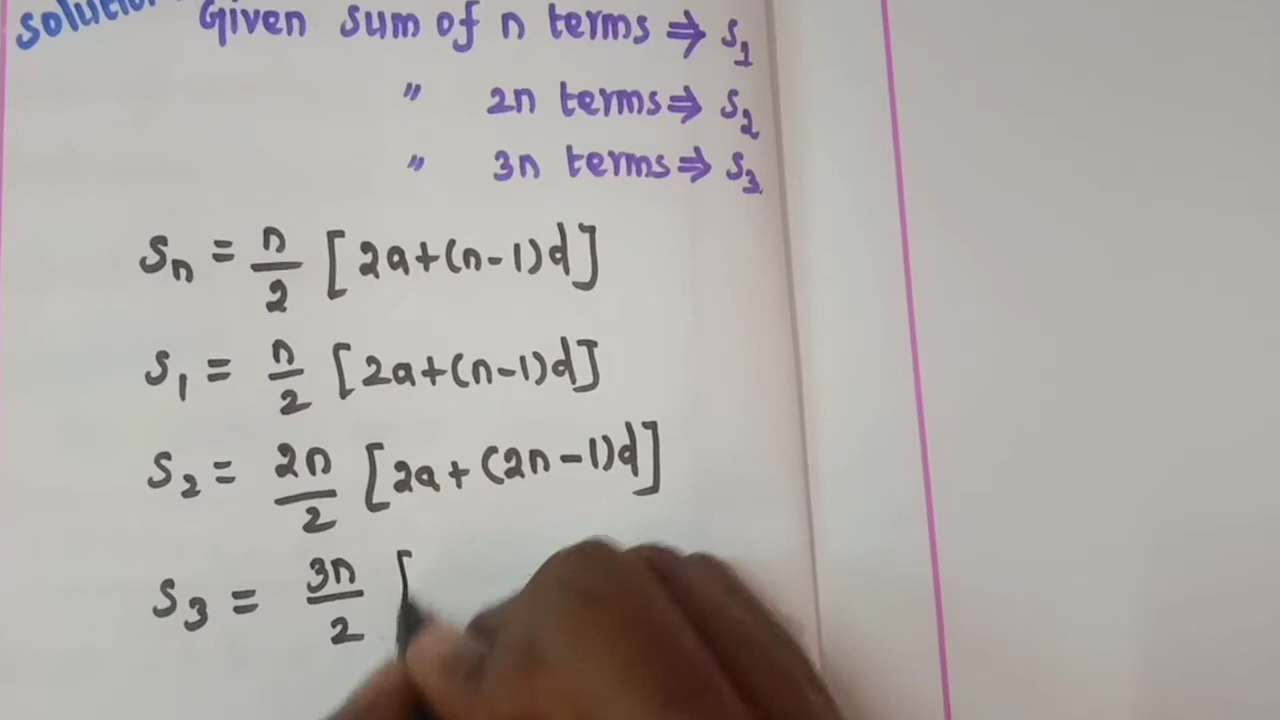 solution
Given sum of n terms ⇒ S₁
" 2n terms ⇒ S₂
" 3n terms ⇒ S₃
Sₙ = n/2 [2a+(n-1)d]
S₁ = n/2 [2a+(n-1)d]
S₂ = 2n/2 [2a+(2n-1)d]
S₃ = 3n/2 [